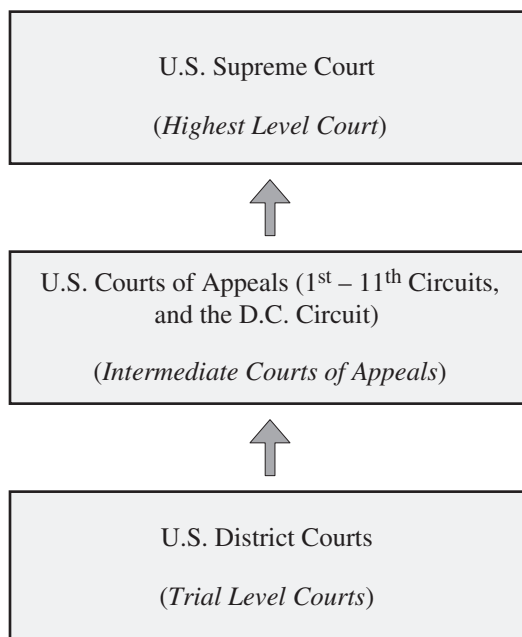 U.S. Supreme Court
(Highest Level Court)
U.S. Courts of Appeals (1st – 11th Circuits,
and the D.C. Circuit)
(Intermediate Courts of Appeals)
U.S. District Courts
(Trial Level Courts)